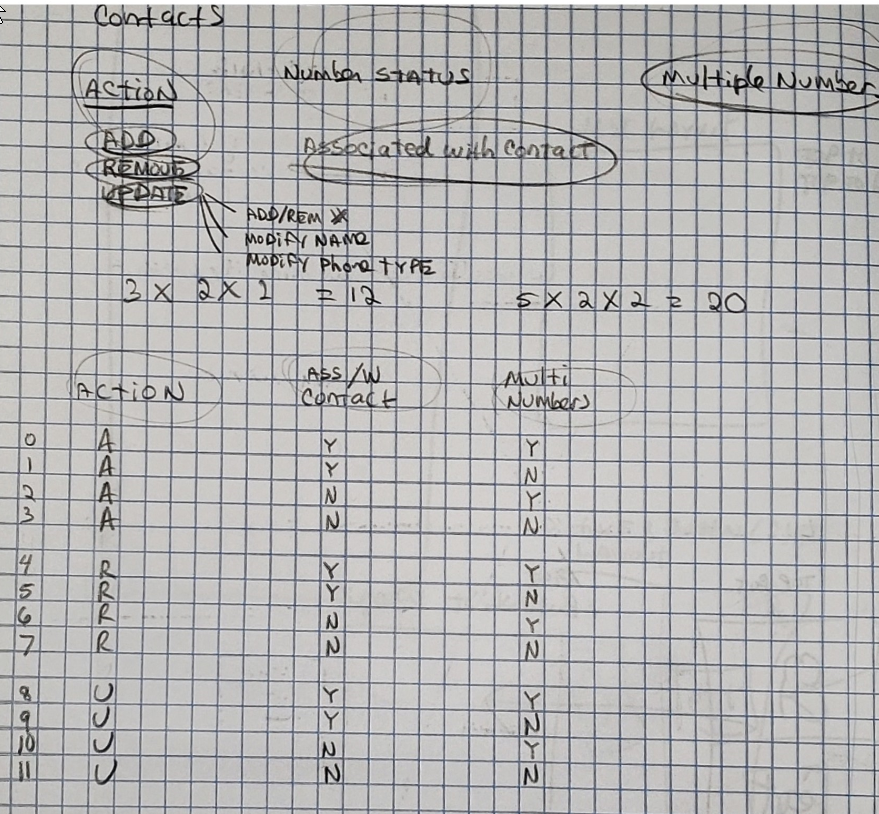 Contacts
ACTION Number STATUS Multiple Number
ADD Associated with Contact
REMOVE
UPDATE
ADD/REM
MODIFY NAME
MODIFY Phone TYPE
3 X 2 X 2 = 12 5 X 2 X 2 = 20
ACTION ASS/W Contact Multi Numbers
0 A Y Y
1 A Y N
2 A N Y
3 A N N
4 R Y Y
5 R Y N
6 R N Y
7 R N N
8 U Y Y
9 U Y N
10 U N Y
11 U N N